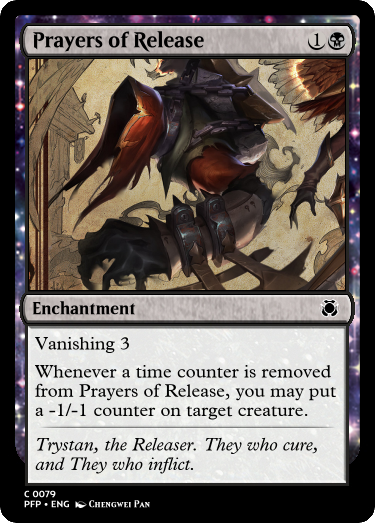 Prayers of Release 1
Enchantment
Vanishing 3
Whenever a time counter is removed
from Prayers of Release, you may put
a -1/-1 counter on target creature.
Trystan, the Releaser. They who cure,
and They who inflict.
C 0079
PFP • ENG Chengwei Pan